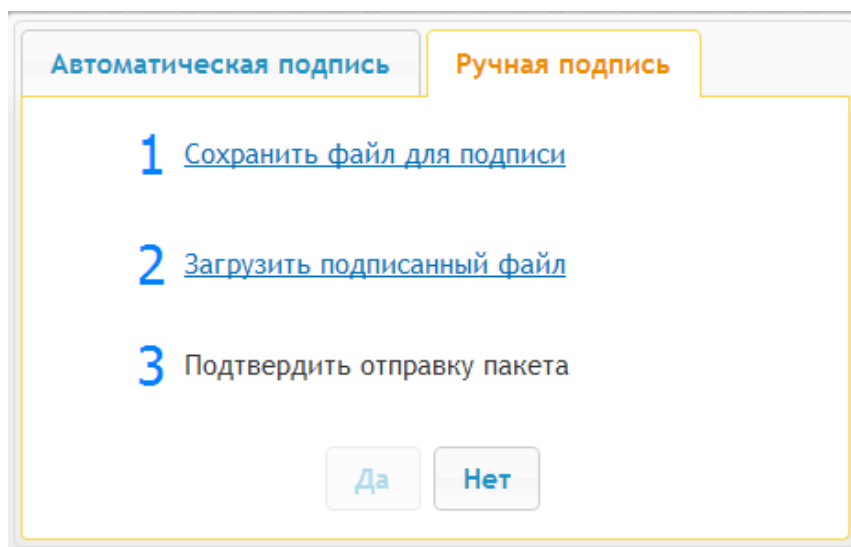 Автоматическая подпись Ручная подпись
1 Сохранить файл для подписи
2 Загрузить подписанный файл
3 Подтвердить отправку пакета
Да Нет